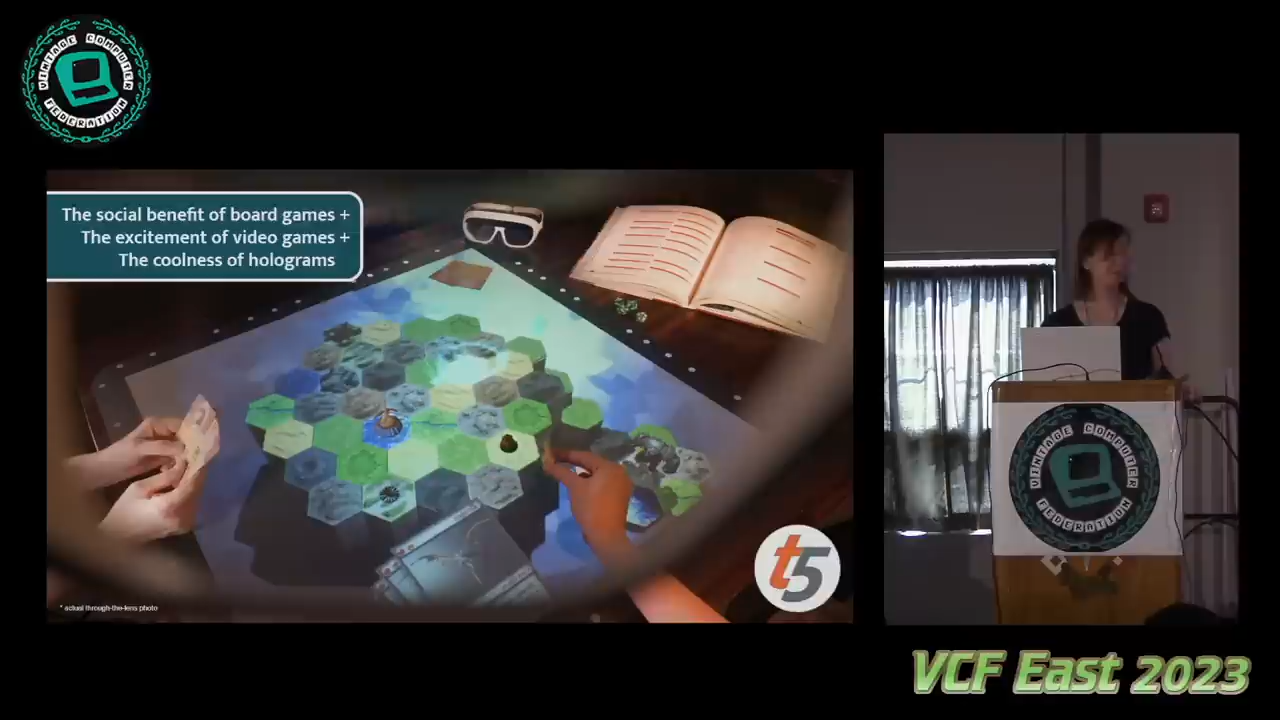 VINTAGE COMPUTER
FEDERATION
The social benefit of board games +
The excitement of video games +
The coolness of holograms
t5
* actual through-the-lens photo
VINTAGE COMPUTER
FEDERATION
VCF East 2023